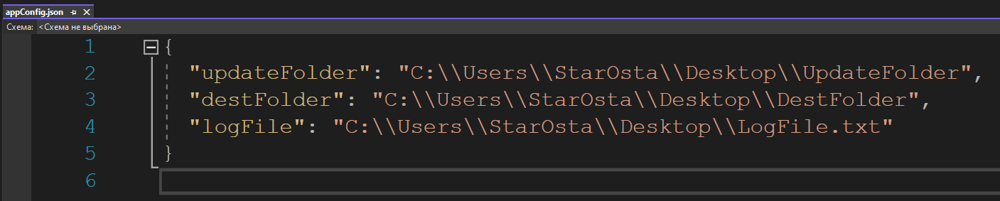 appConfig.json
Схема: <Схема не выбрана>
1 {
2 "updateFolder": "C:\\Users\\StarOsta\\Desktop\\UpdateFolder",
3 "destFolder": "C:\\Users\\StarOsta\\Desktop\\DestFolder",
4 "logFile": "C:\\Users\\StarOsta\\Desktop\\LogFile.txt"
5 }
6